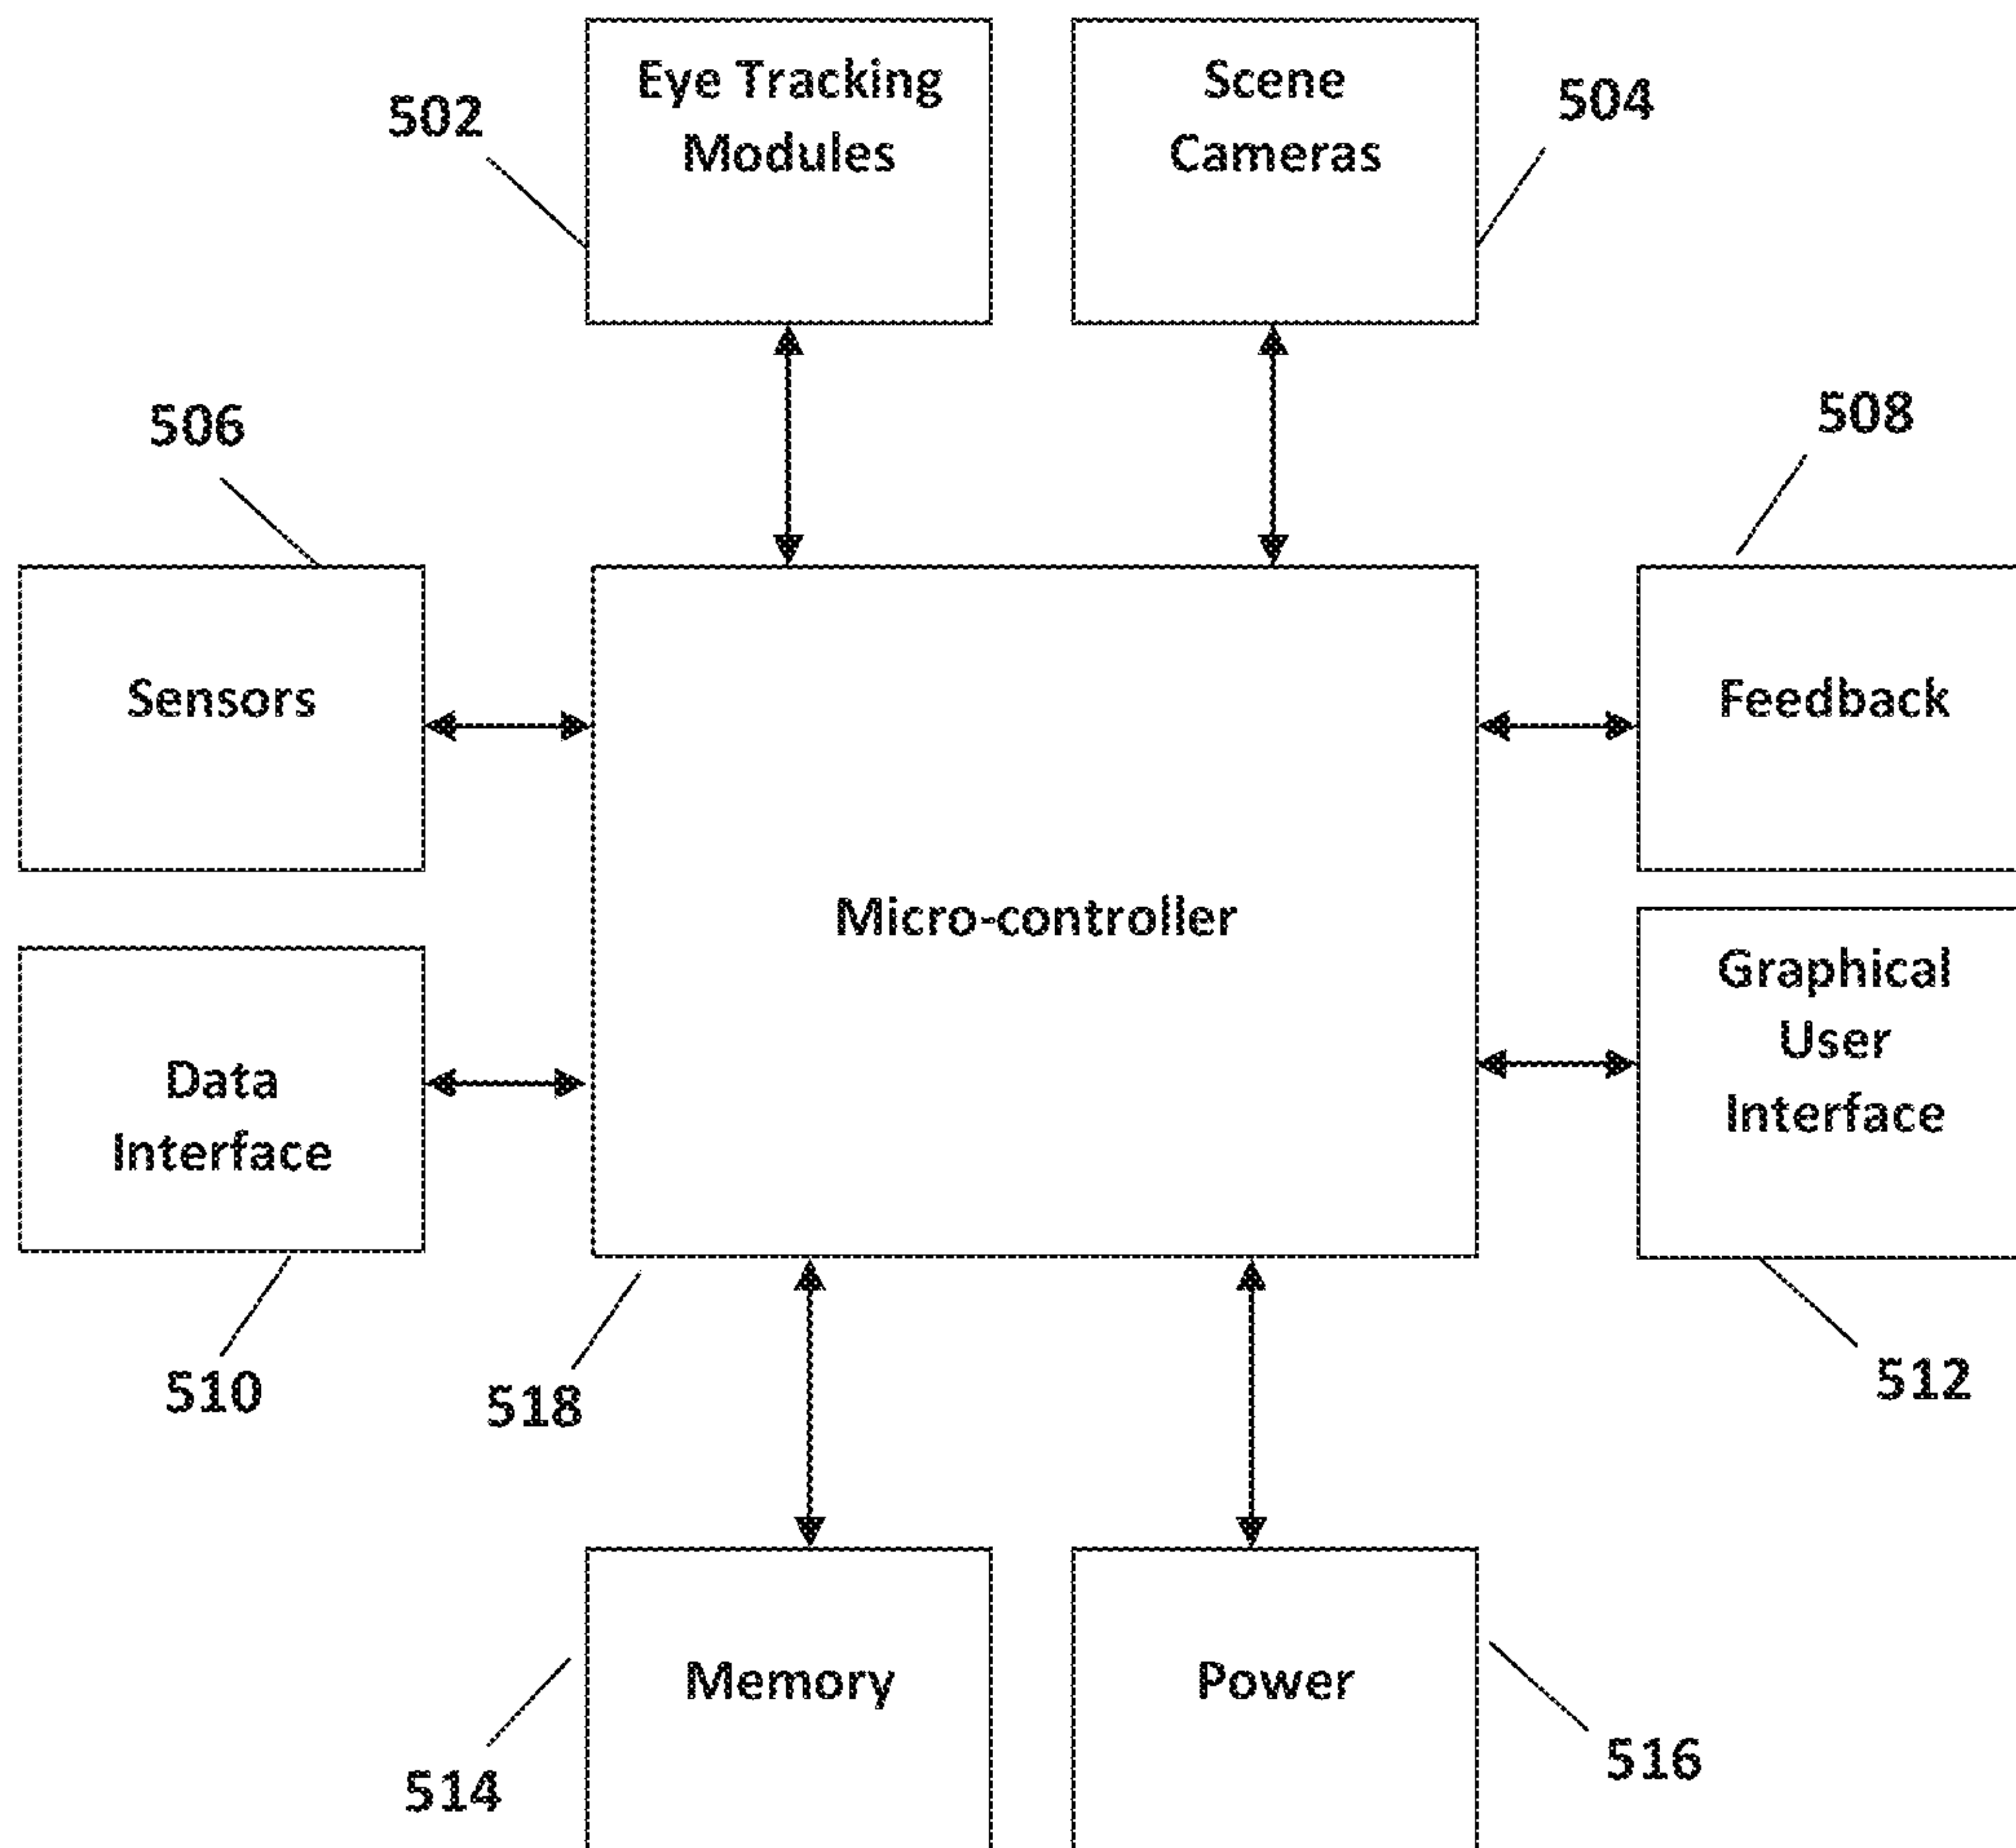 Eye Tracking
Modules
Scene
Cameras
502
504
506
508
Sensors
Feedback
Micro-controller
Data
Interface
Graphical
User
Interface
510
518
512
Memory
Power
514
516